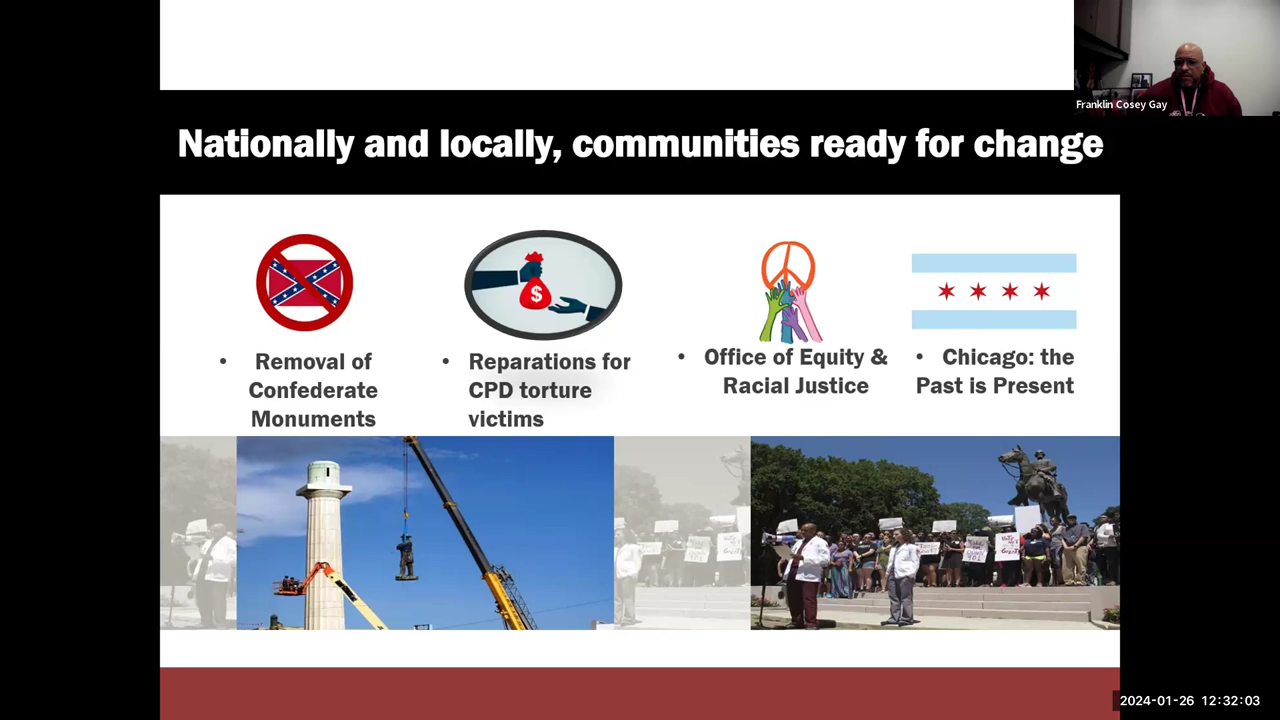 Franklin Cosey Gay
Nationally and locally, communities ready for change
$
• Removal of
Confederate
Monuments
• Reparations for
CPD torture
victims
• Office of Equity &
Racial Justice
• Chicago: the
Past is Present
2024-01-26 12:32:03